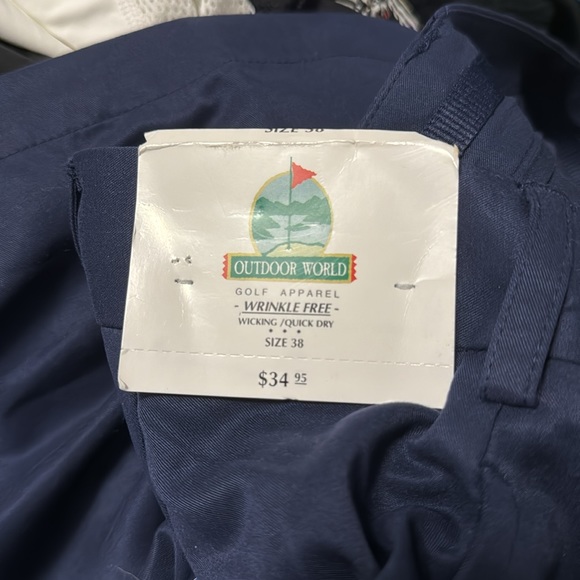 SIZE 38
OUTDOOR WORLD
GOLF APPAREL
- WRINKLE FREE -
WICKING /QUICK DRY
• • •
SIZE 38
$34 95